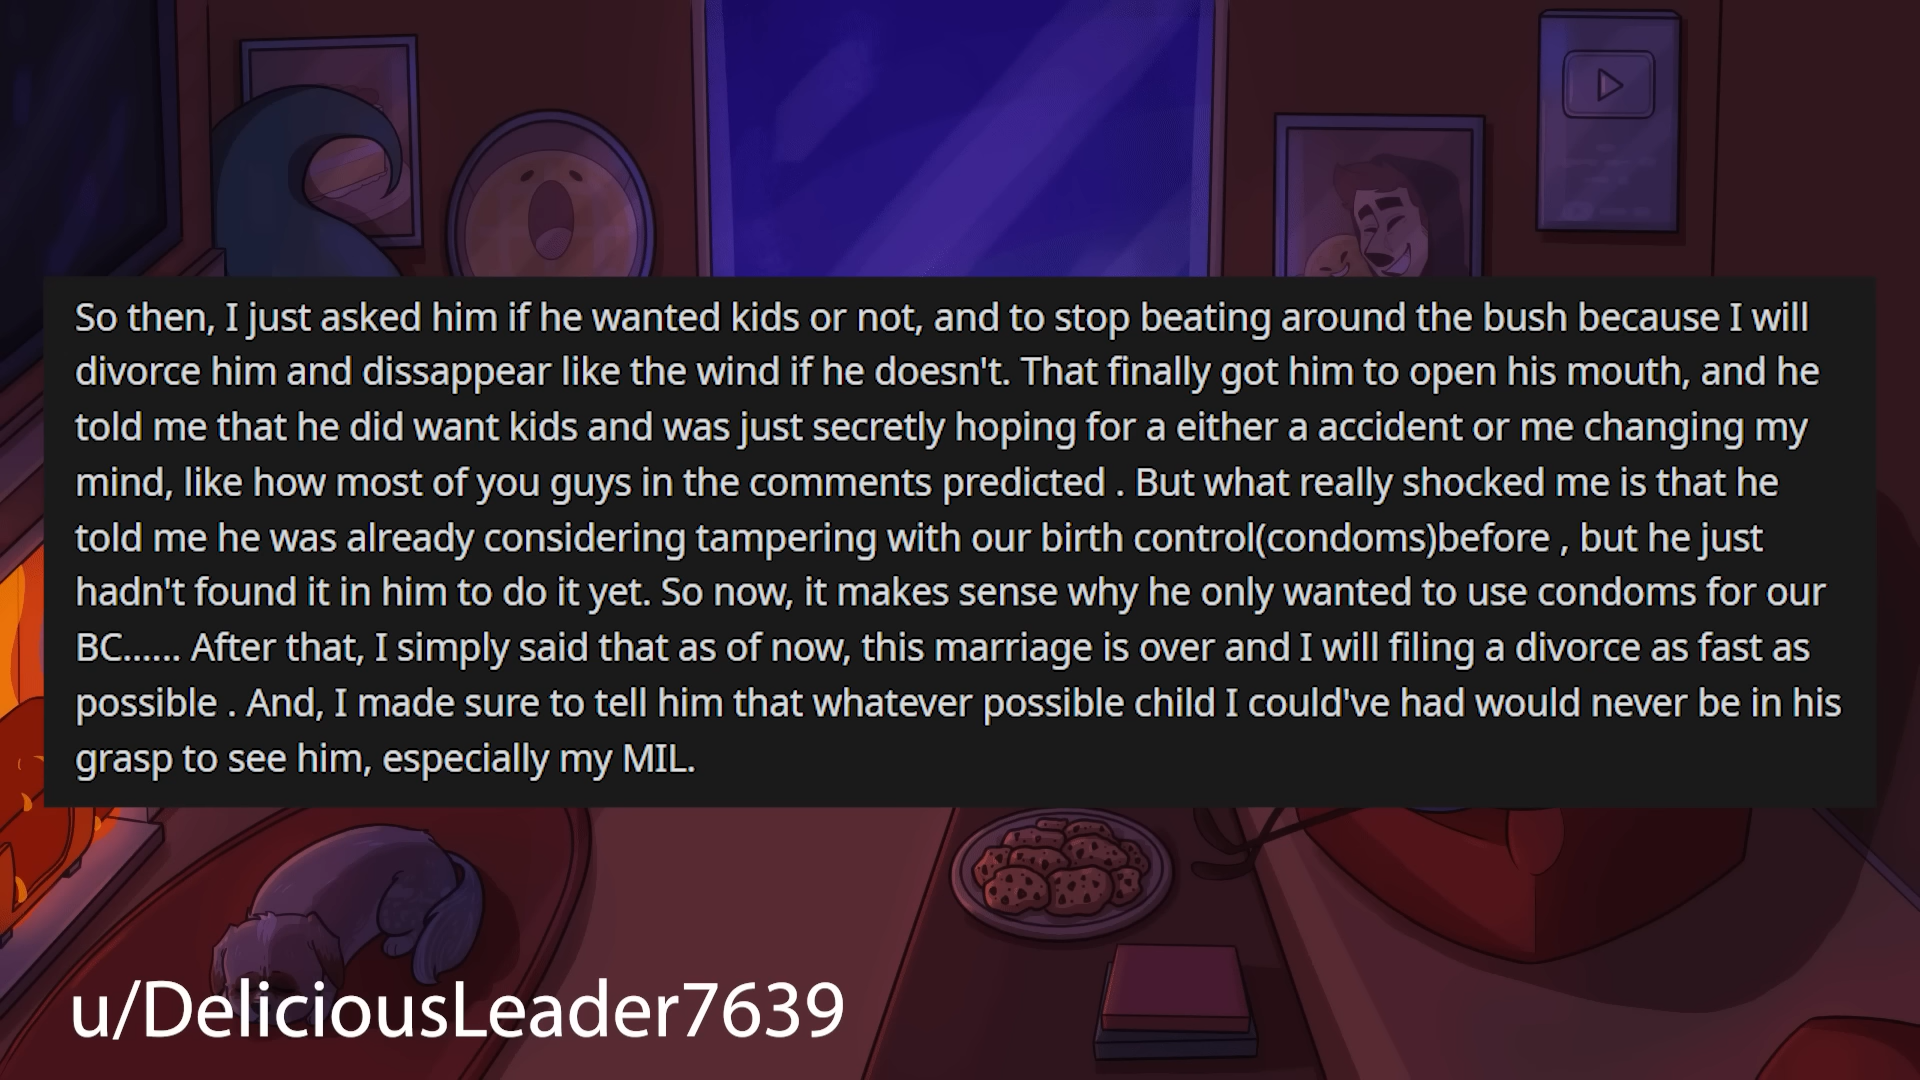 So then, I just asked him if he wanted kids or not, and to stop beating around the bush because I will
divorce him and dissappear like the wind if he doesn't. That finally got him to open his mouth, and he
told me that he did want kids and was just secretly hoping for a either a accident or me changing my
mind, like how most of you guys in the comments predicted . But what really shocked me is that he
told me he was already considering tampering with our birth control(condoms)before , but he just
hadn't found it in him to do it yet. So now, it makes sense why he only wanted to use condoms for our
BC...... After that, I simply said that as of now, this marriage is over and I will filing a divorce as fast as
possible . And, I made sure to tell him that whatever possible child I could've had would never be in his
grasp to see him, especially my MIL.
u/DeliciousLeader7639